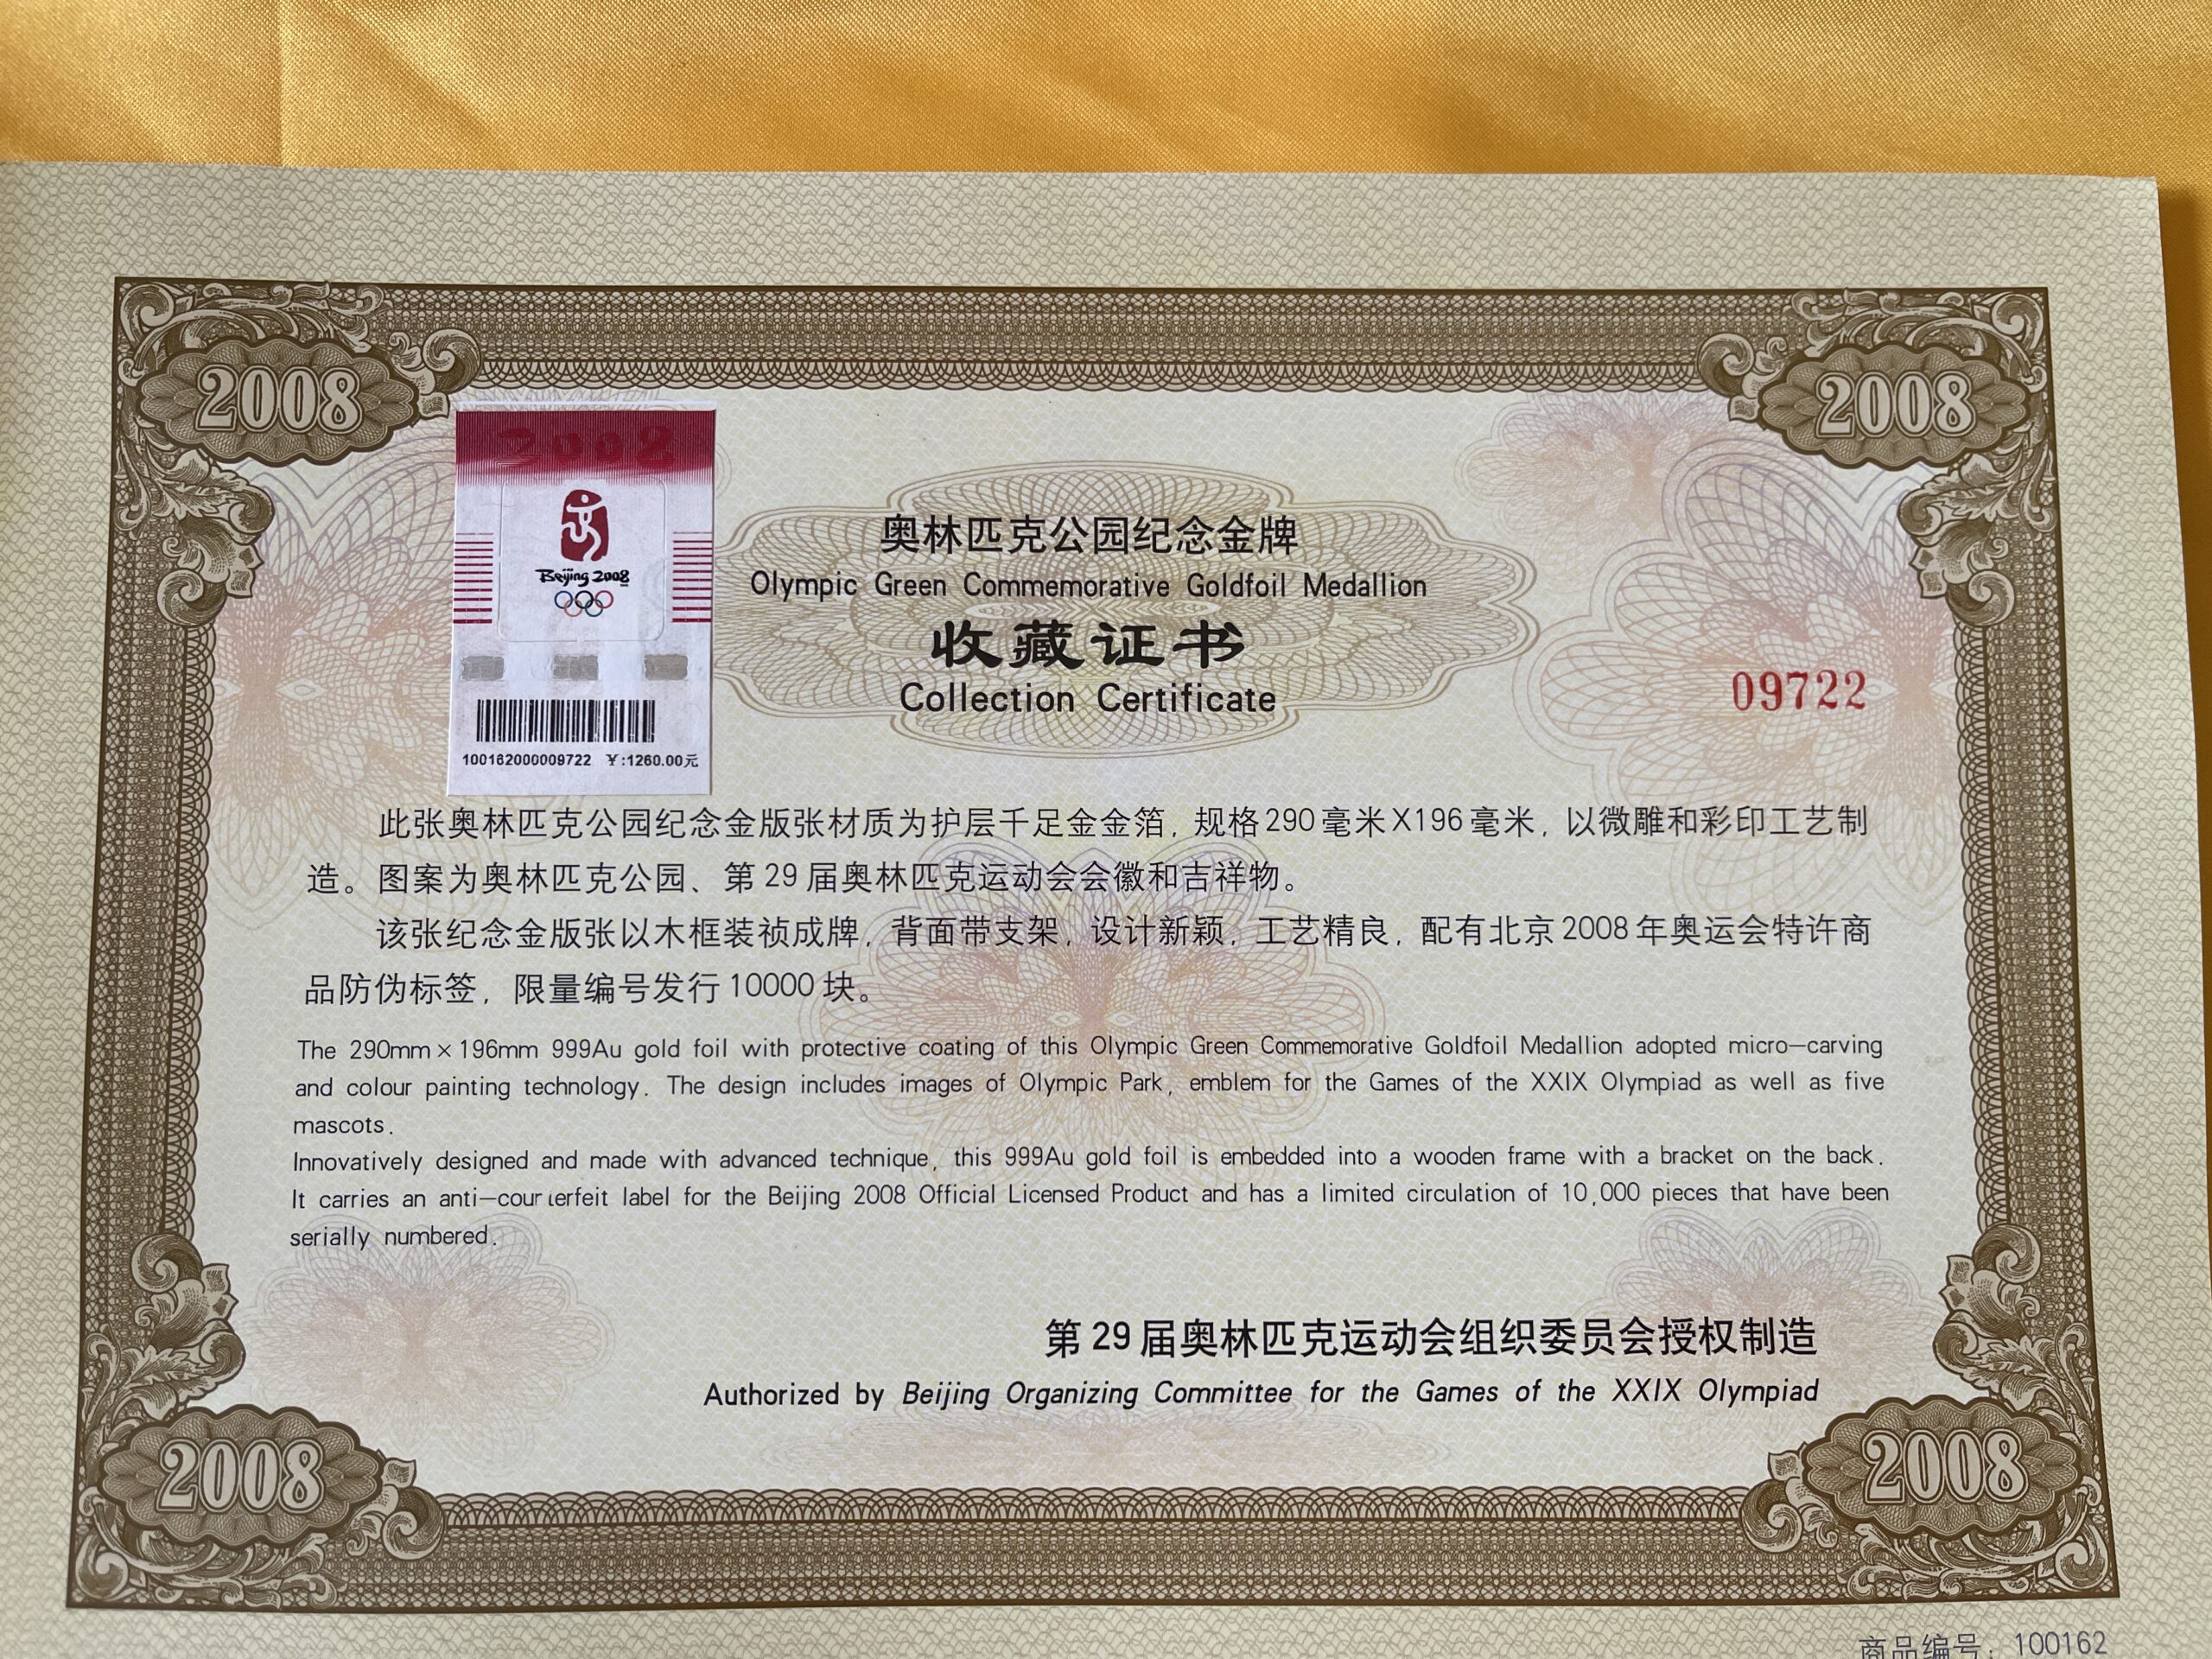 2008
2008
2008
Beijing 2008
奥林匹克公园纪念金牌
Olympic Green Commemorative Goldfoil Medallion
收藏证书
Collection Certificate
09722
100162000009722 ¥:1260.00元
此张奥林匹克公园纪念金版张材质为护层千足金金箔，规格290毫米X196毫米，以微雕和彩印工艺制
造。图案为奥林匹克公园、第29届奥林匹克运动会会徽和吉祥物。
该张纪念金版张以木框装祯成牌，背面带支架，设计新颖，工艺精良，配有北京2008年奥运会特许商
品防伪标签，限量编号发行10000块。
The 290mm×196mm 999Au gold foil with protective coating of this Olympic Green Commemorative Goldfoil Medallion adopted micro-carving
and colour painting technology. The design includes images of Olympic Park, emblem for the Games of the XXIX Olympiad as well as five
mascots.
Innovatively designed and made with advanced technique, this 999Au gold foil is embedded into a wooden frame with a bracket on the back.
It carries an anti-counterfeit label for the Beijing 2008 Official Licensed Product and has a limited circulation of 10,000 pieces that have been
serially numbered.
第29届奥林匹克运动会组织委员会授权制造
Authorized by Beijing Organizing Committee for the Games of the XXIX Olympiad
2008
2008
商品编号：100162